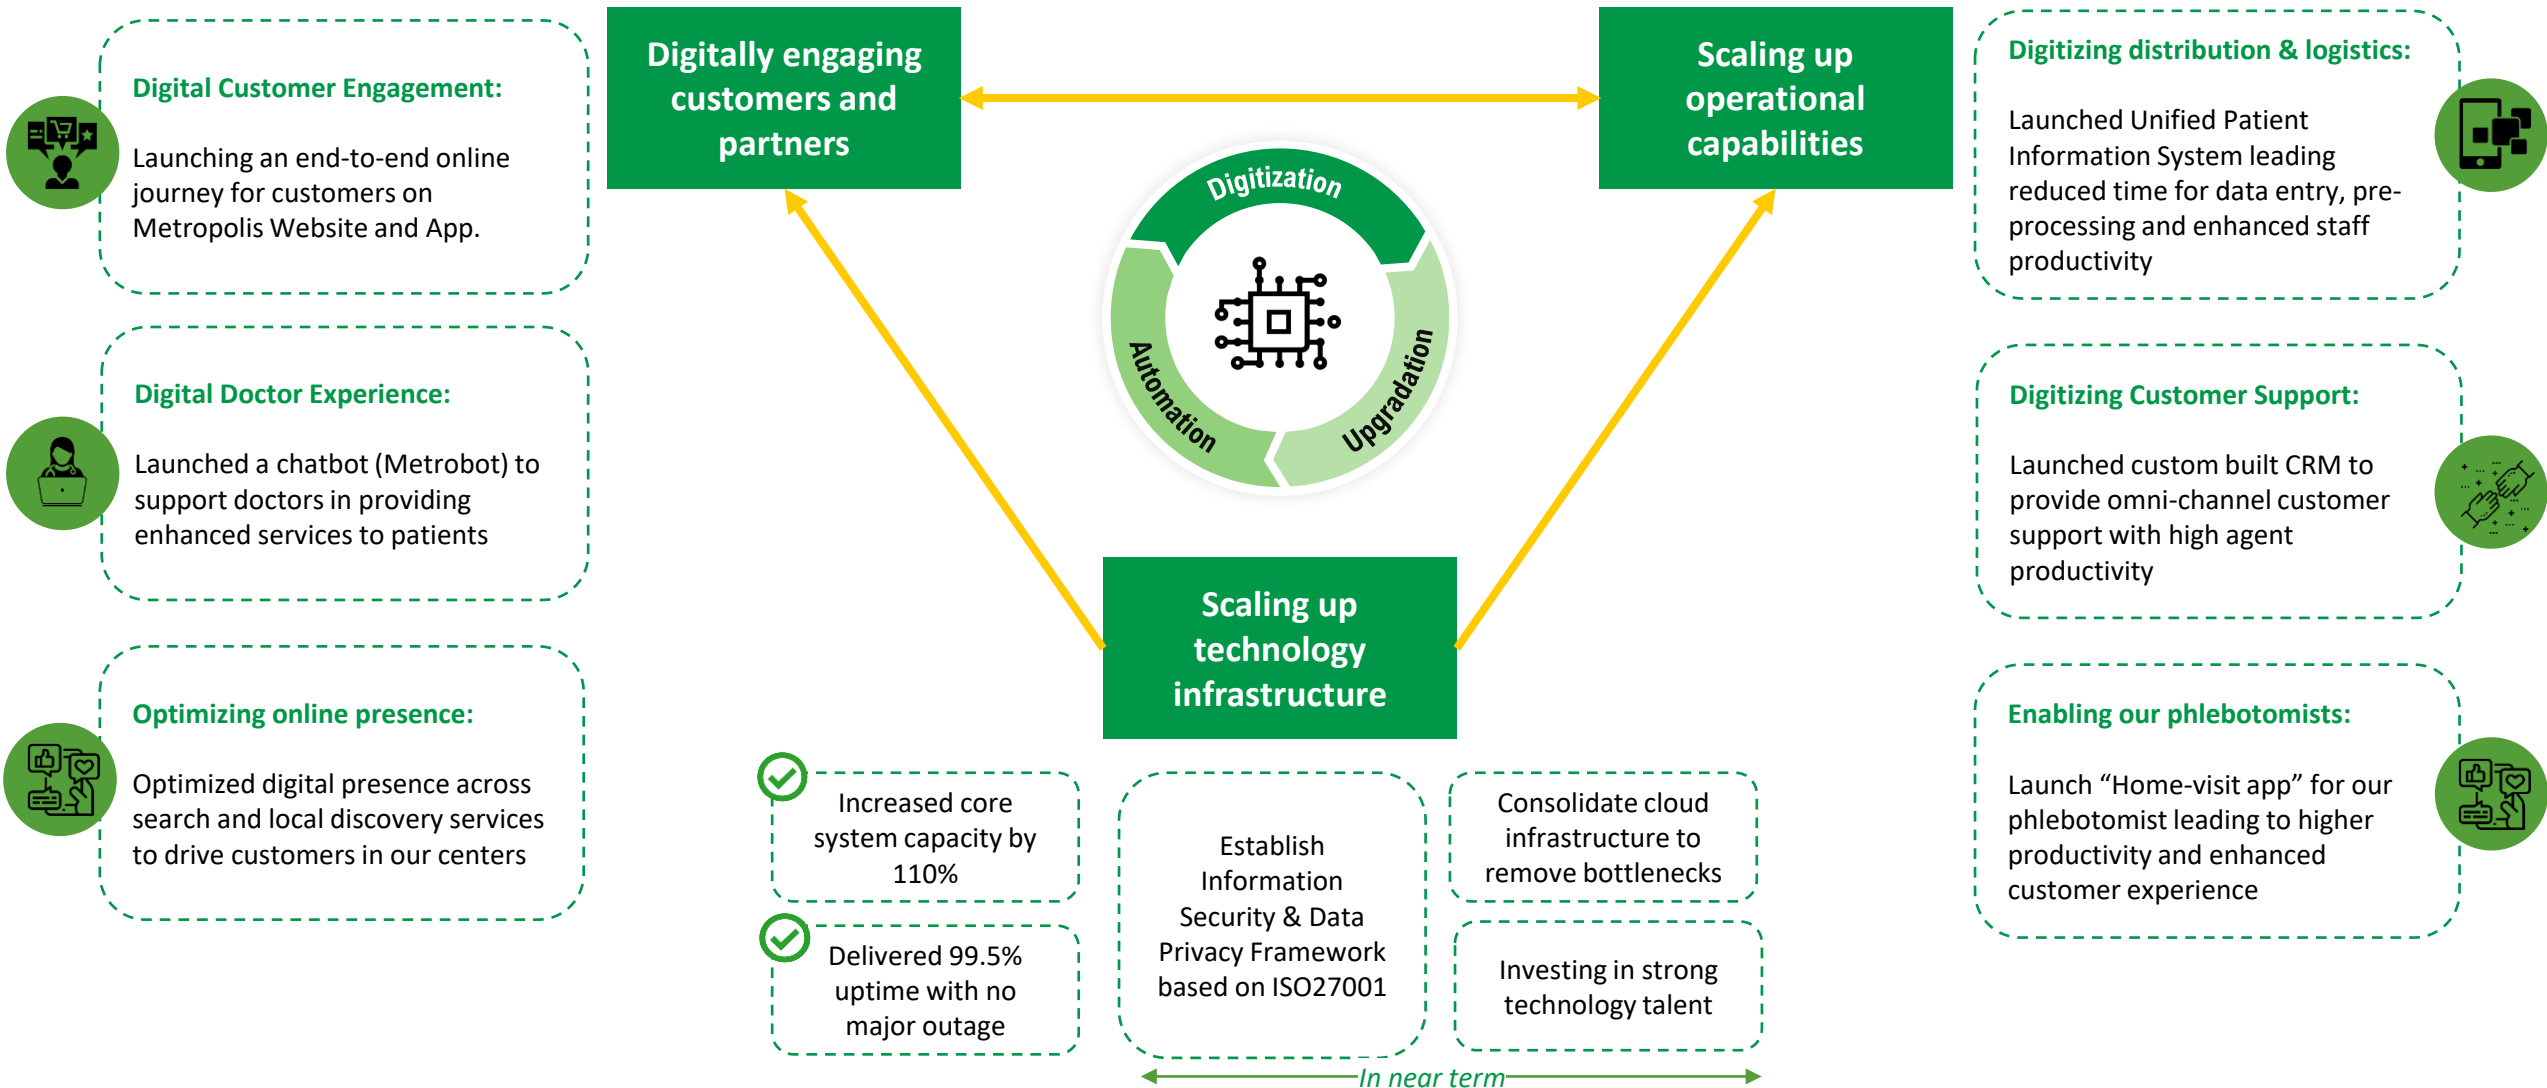 Digital Customer Engagement:
Launching an end-to-end online
journey for customers on
Metropolis Website and App.
Digital Doctor Experience:
Launched a chatbot (Metrobot) to
support doctors in providing
enhanced services to patients
Optimizing online presence:
Optimized digital presence across
search and local discovery services
to drive customers in our centers
Digitally engaging
customers and
partners
Scaling up
operational
capabilities
Digitization
Automation
Upgradation
Scaling up
technology
infrastructure
Increased core
system capacity by
110%
Delivered 99.5%
uptime with no
major outage
Establish
Information
Security & Data
Privacy Framework
based on ISO27001
Consolidate cloud
infrastructure to
remove bottlenecks
Investing in strong
technology talent
In near term
Digitizing distribution & logistics:
Launched Unified Patient
Information System leading
reduced time for data entry, pre-
processing and enhanced staff
productivity
Digitizing Customer Support:
Launched custom built CRM to
provide omni-channel customer
support with high agent
productivity
Enabling our phlebotomists:
Launch “Home-visit app” for our
phlebotomist leading to higher
productivity and enhanced
customer experience